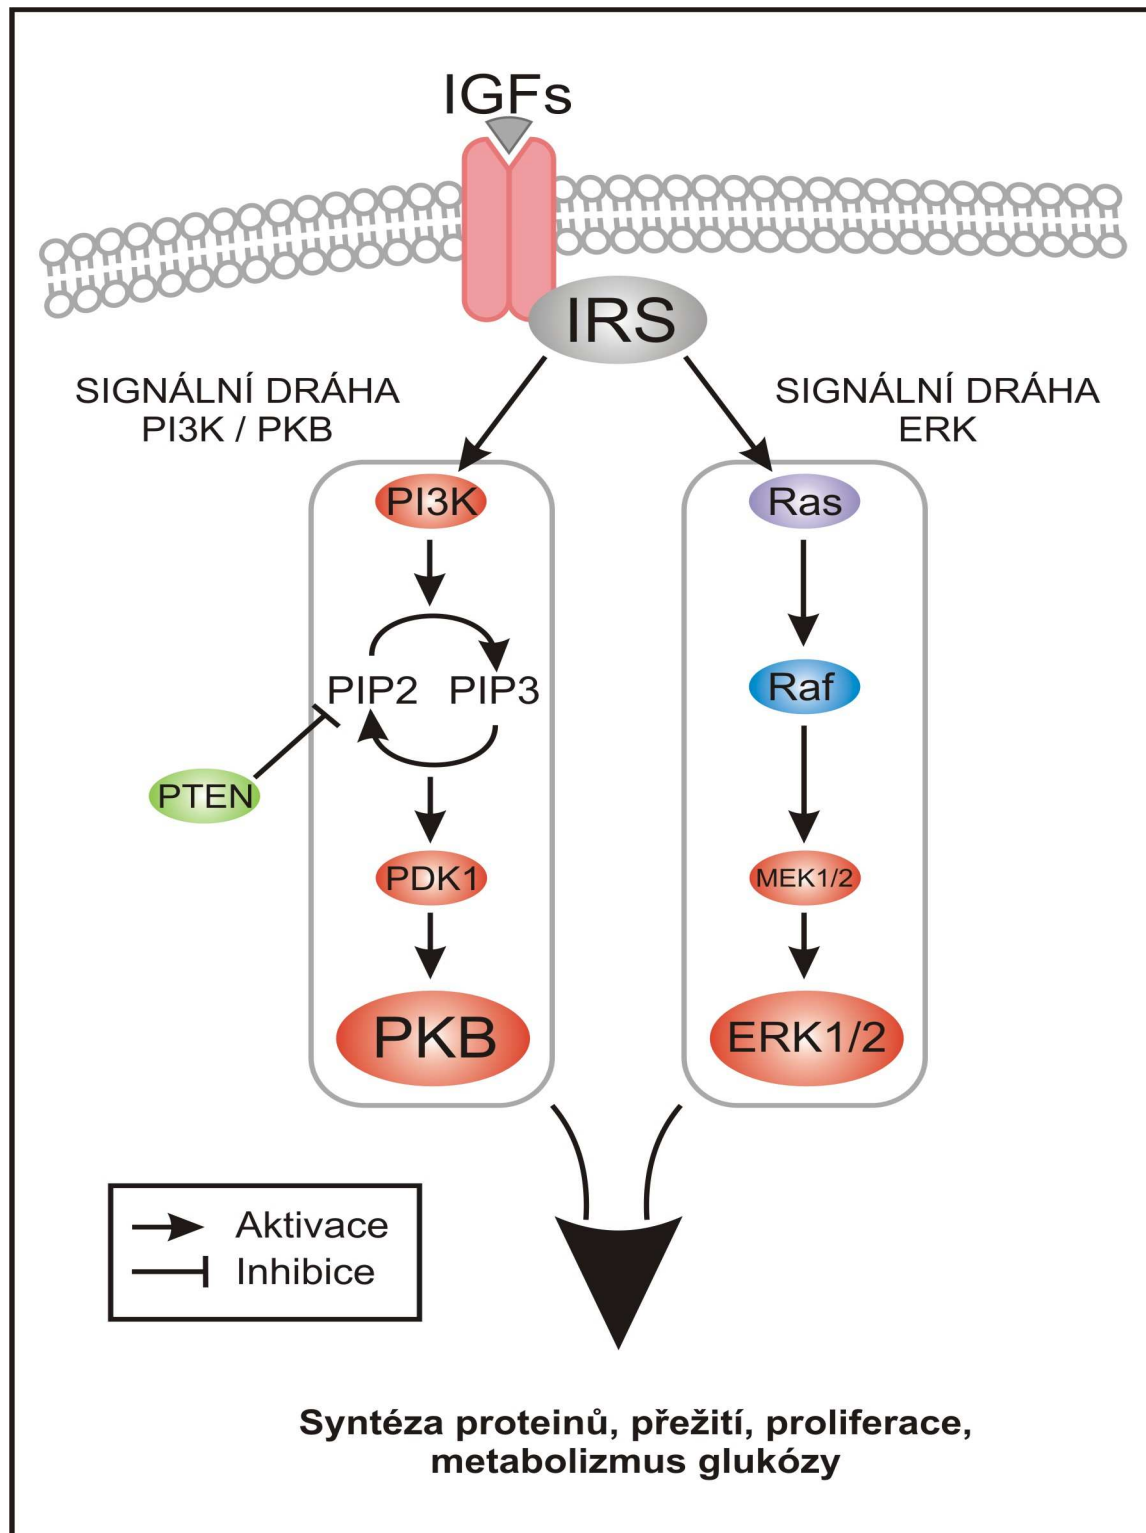 IGFs
IRS
SIGNÁLNÍ DRÁHA
PI3K / PKB
SIGNÁLNÍ DRÁHA
ERK
PI3K
Ras
PIP2
PIP3
Raf
PTEN
PDK1
MEK1/2
PKB
ERK1/2
Aktivace
Inhibice
Syntéza proteinů, přežití, proliferace,
metabolizmus glukózy